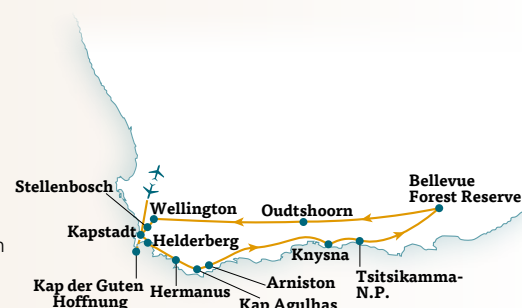 Stellenbosch
Wellington
Oudtshoorn
Bellevue
Forest Reserve
Kapstadt
Helderberg
Knysna
Tsitsikamma-
N.P.
Kap der Guten
Hoffnung
Hermanus
Arniston
Kap Agulhas
n